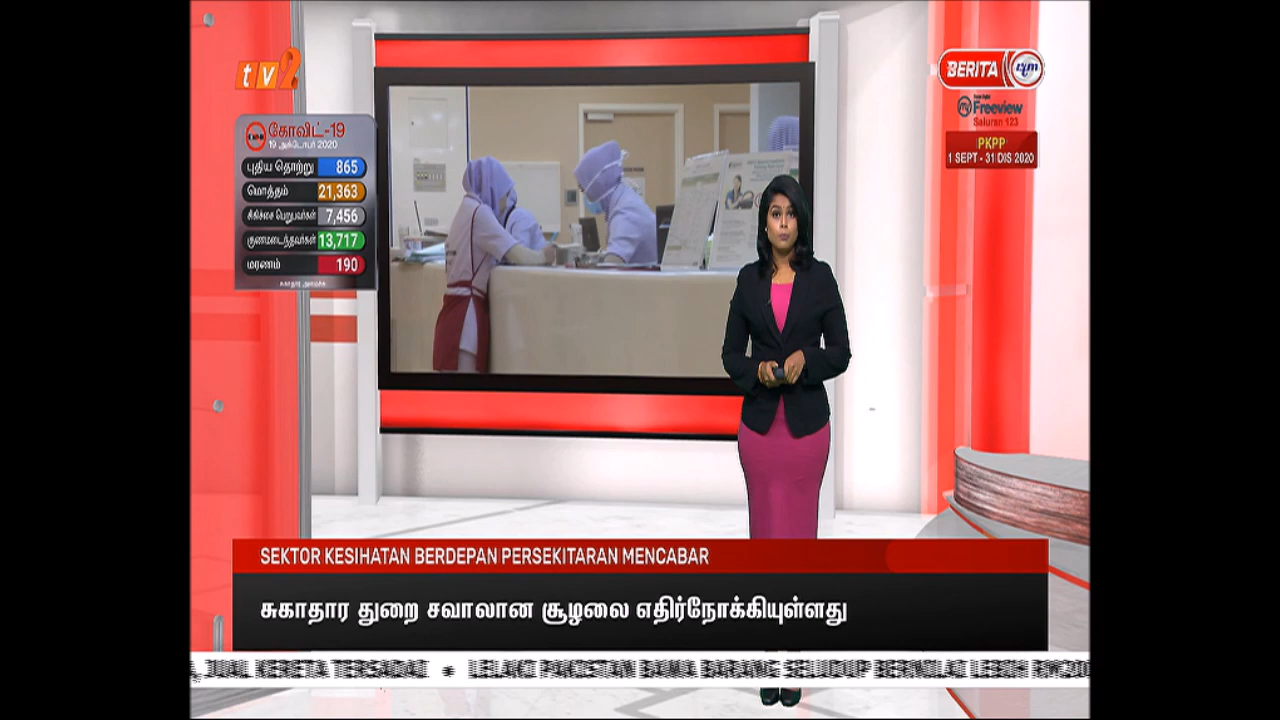 tv2
BERITA rtm
Freeview
Saluran 123
PKPP
1 SEPT - 31 DIS 2020
கோவிட்-19
19 அக்டோபர் 2020
புதிய தொற்று 865
மொத்தம் 21,363
சிகிச்சை பெறுபவர்கள் 7,456
குணமடைந்தவர்கள் 13,717
மரணம் 190
SEKTOR KESIHATAN BERDEPAN PERSEKITARAN MENCABAR
சுகாதார துறை சவாலான சூழலை எதிர்நோக்கியுள்ளது